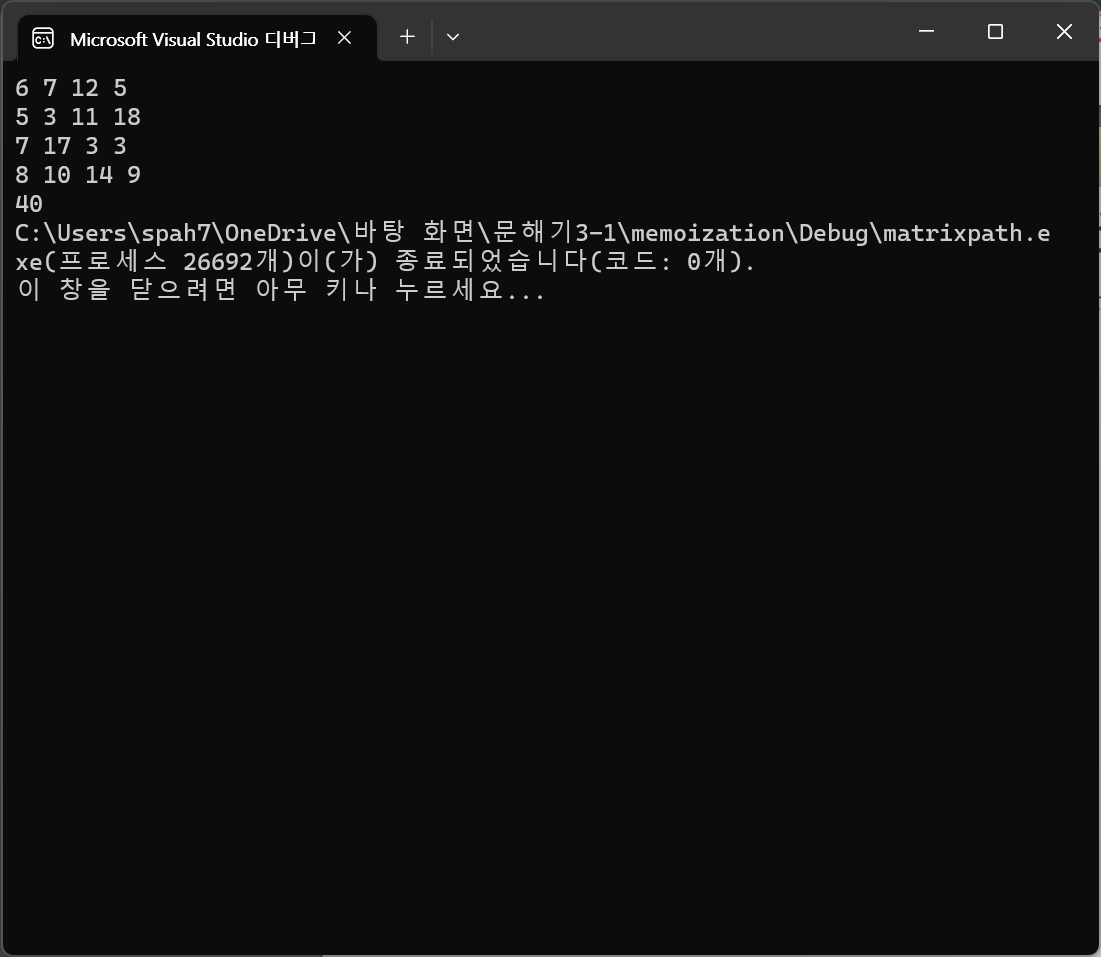 Microsoft Visual Studio 디버그
6 7 12 5
5 3 11 18
7 17 3 3
8 10 14 9
40
C:\Users\spah7\OneDrive\바탕 화면\문해기3-1\memoization\Debug\matrixpath.e
xe(프로세스 26692개)이(가) 종료되었습니다(코드: 0개).
이 창을 닫으려면 아무 키나 누르세요...